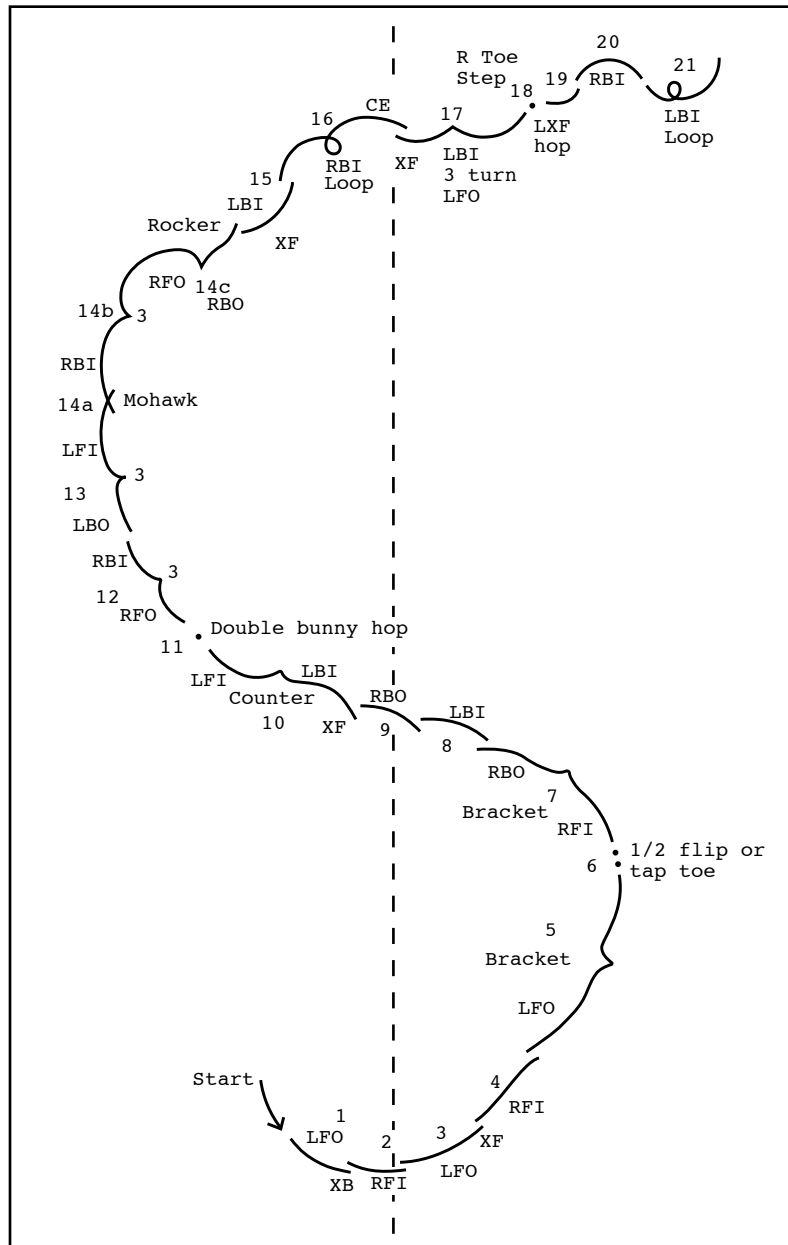 20
R Toe
Step
19
21
18
RBI
CE
17
16
LXF
hop
LBI
Loop
XF
LBI
3 turn
LFO
RBI
Loop
15
LBI
Rocker
XF
RFO
14c
RBO
14b
3
RBI
14a
Mohawk
LFI
3
13
LBO
RBI
3
12
RFO
Double bunny hop
11
LFI
LBI
Counter
10
XF
RBO
9
LBI
8
RBO
7
Bracket
RFI
1/2 flip or
tap toe
6
5
Bracket
LFO
Start
4
RFI
1
LFO
2
3
XF
LFO
XB
RFI